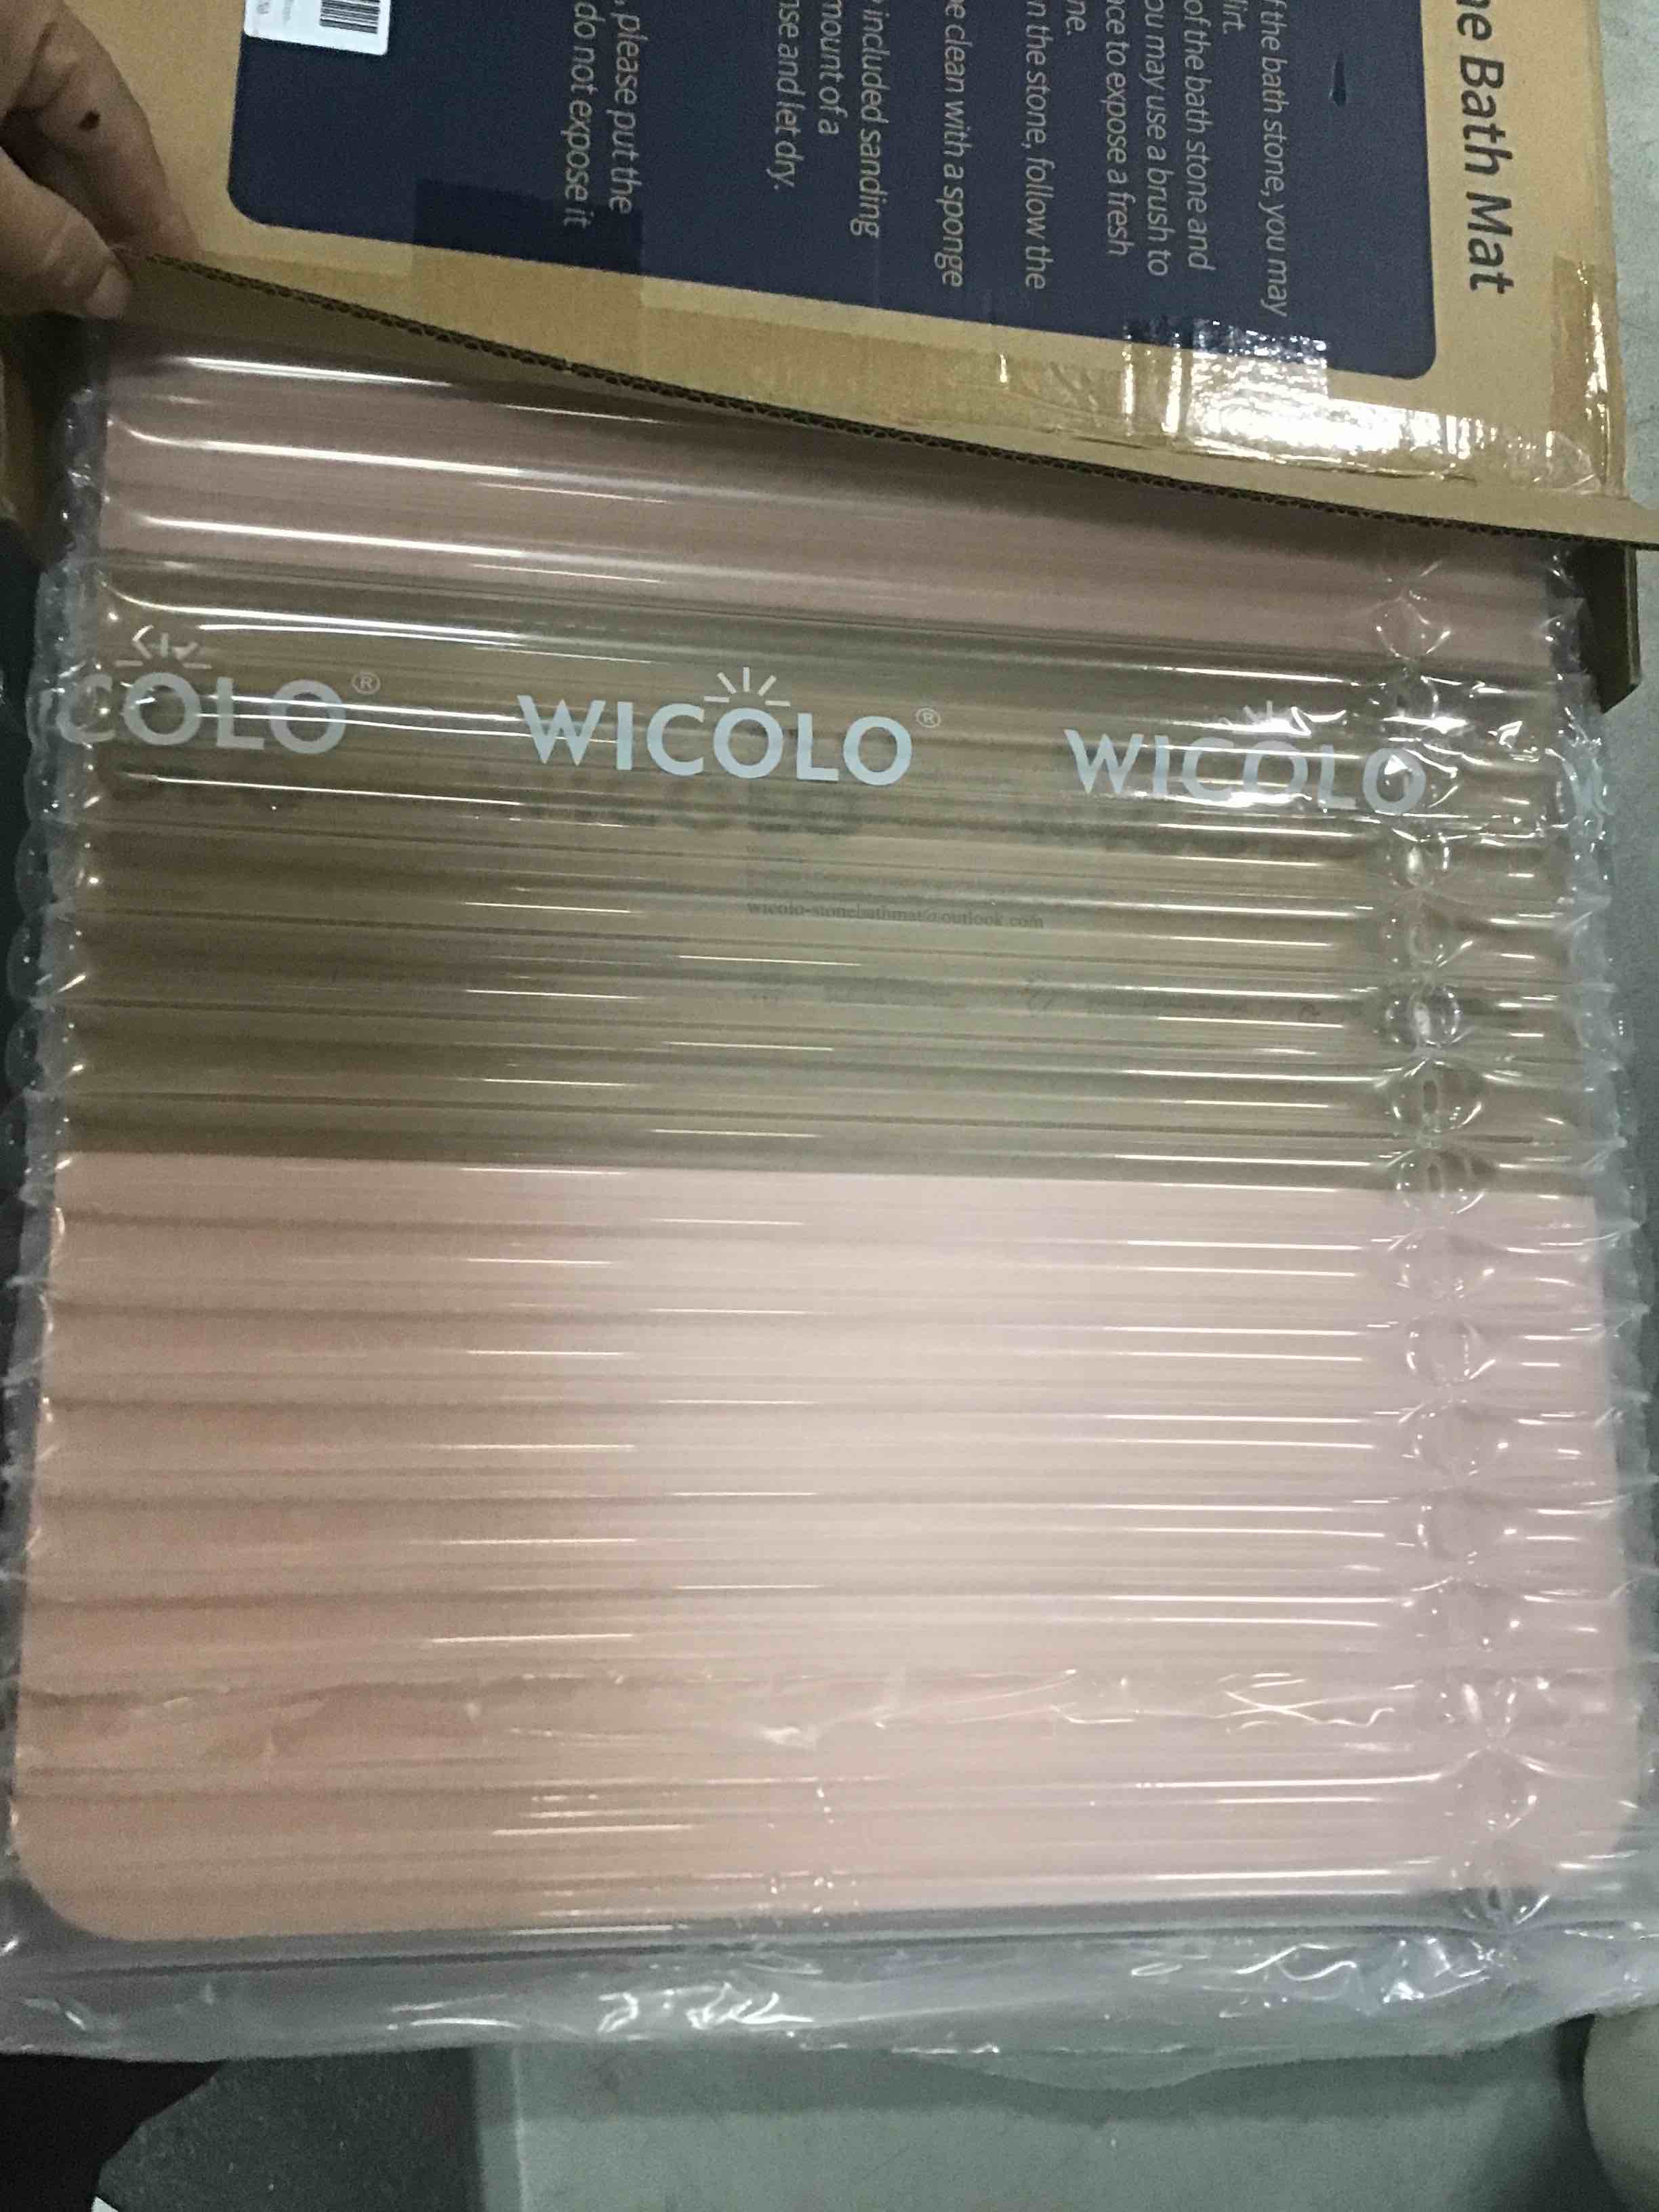 Bath Mat
f the bath stone, you may
of the bath stone and
ou may use a brush to
ce to expose a fresh
ne.
n the stone, follow the
e clean with a sponge
included sanding
mount of a
se and let dry.
, please put the
do not expose it
COLO®
WICOLO®
WICOLO
wicolo-stonebathmat@outlook.com